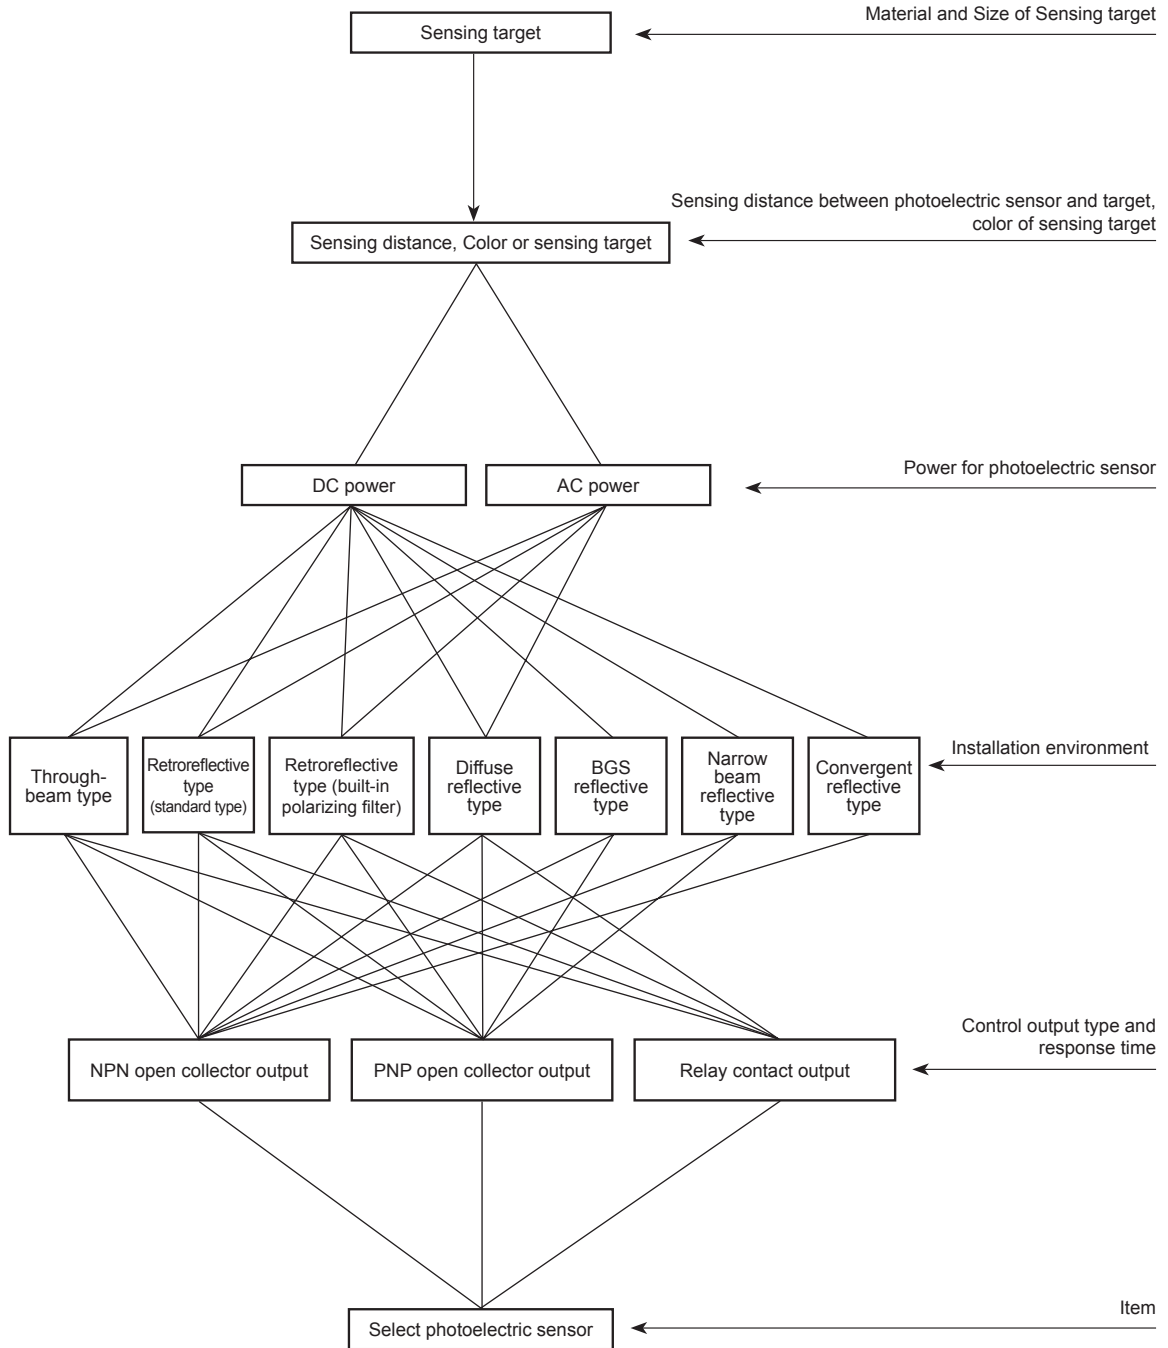 Material and Size of Sensing target
Sensing target
Sensing distance between photoelectric sensor and target,
color of sensing target
Sensing distance, Color or sensing target
Power for photoelectric sensor
DC power
AC power
Installation environment
Through-
beam type
Retroreflective
type
(standard type)
Retroreflective
type (built-in
polarizing filter)
Diffuse
reflective
type
BGS
reflective
type
Narrow
beam
reflective
type
Convergent
reflective
type
Control output type and
response time
NPN open collector output
PNP open collector output
Relay contact output
Item
Select photoelectric sensor